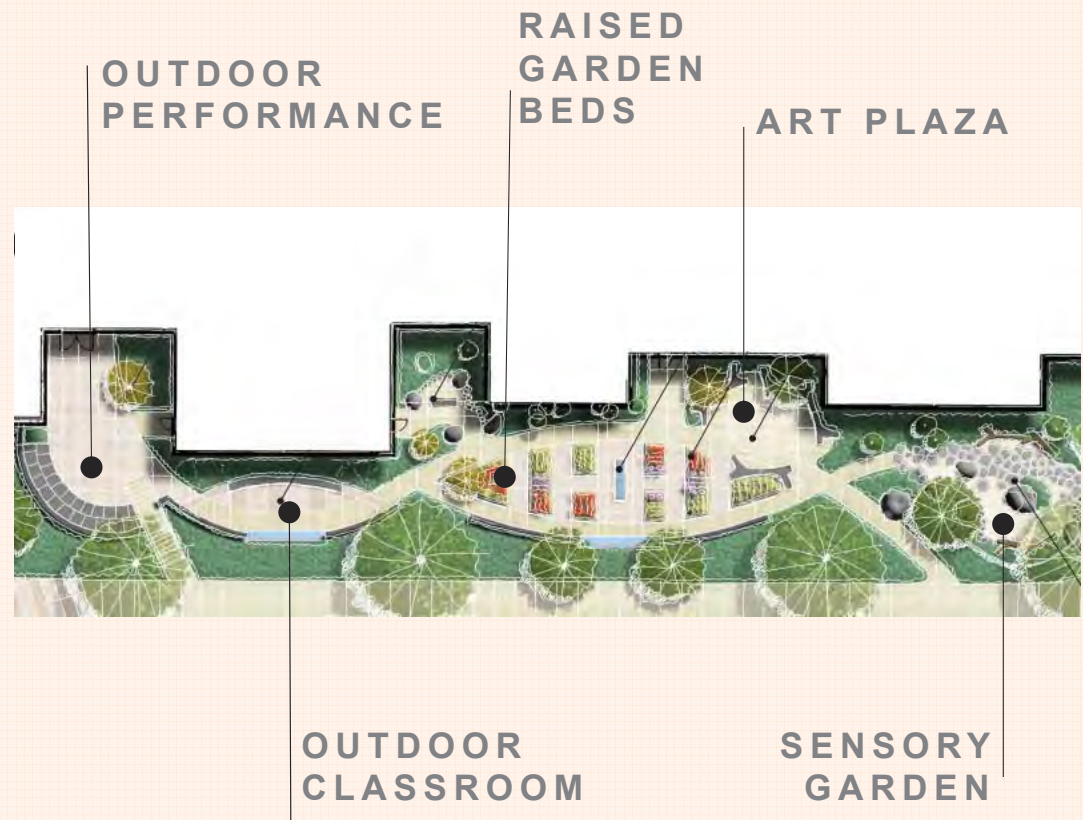 OUTDOOR
PERFORMANCE
RAISED
GARDEN
BEDS
ART PLAZA
OUTDOOR
CLASSROOM
SENSORY
GARDEN